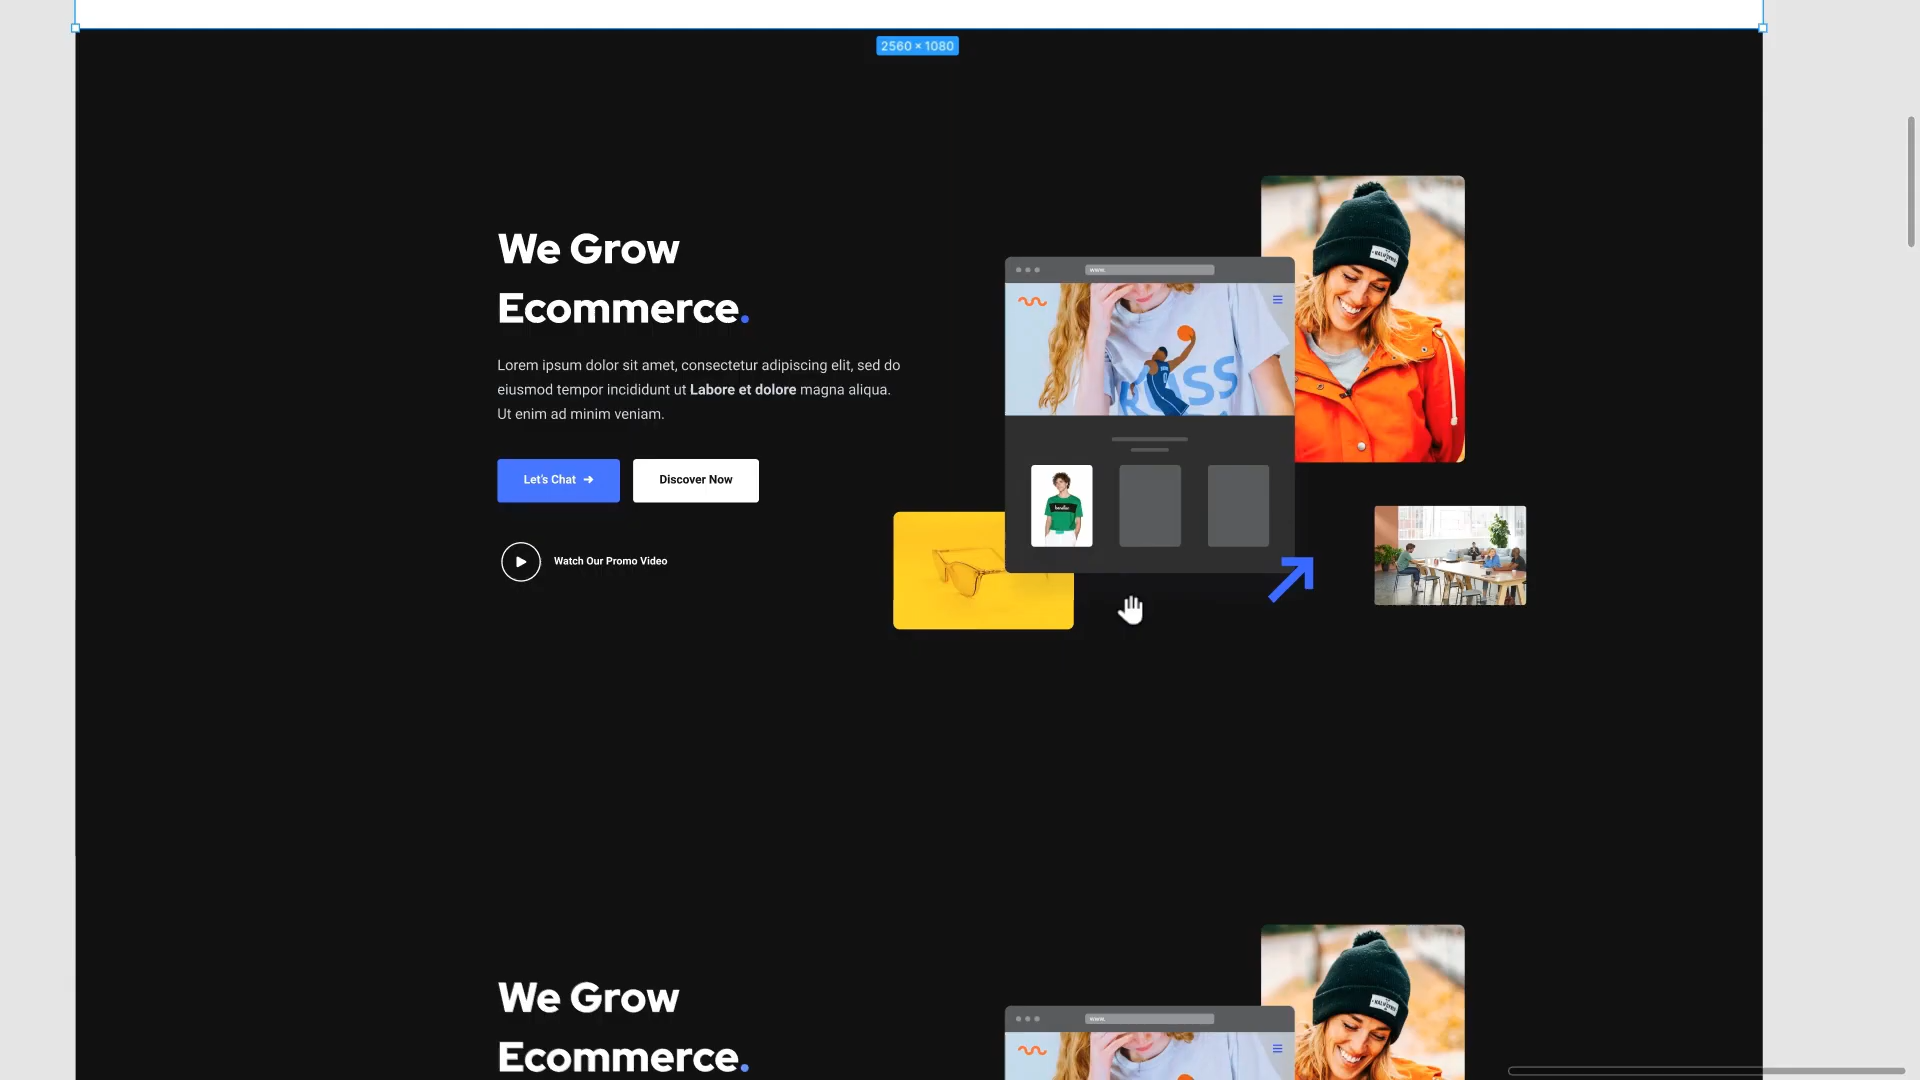 2560 × 1080
We Grow
Ecommerce.
Lorem ipsum dolor sit amet, consectetur adipiscing elit, sed do
eiusmod tempor incididunt ut Labore et dolore magna aliqua.
Ut enim ad minim veniam.
Let's Chat ➜
Discover Now
Watch Our Promo Video
www.
We Grow
Ecommerce.
www.